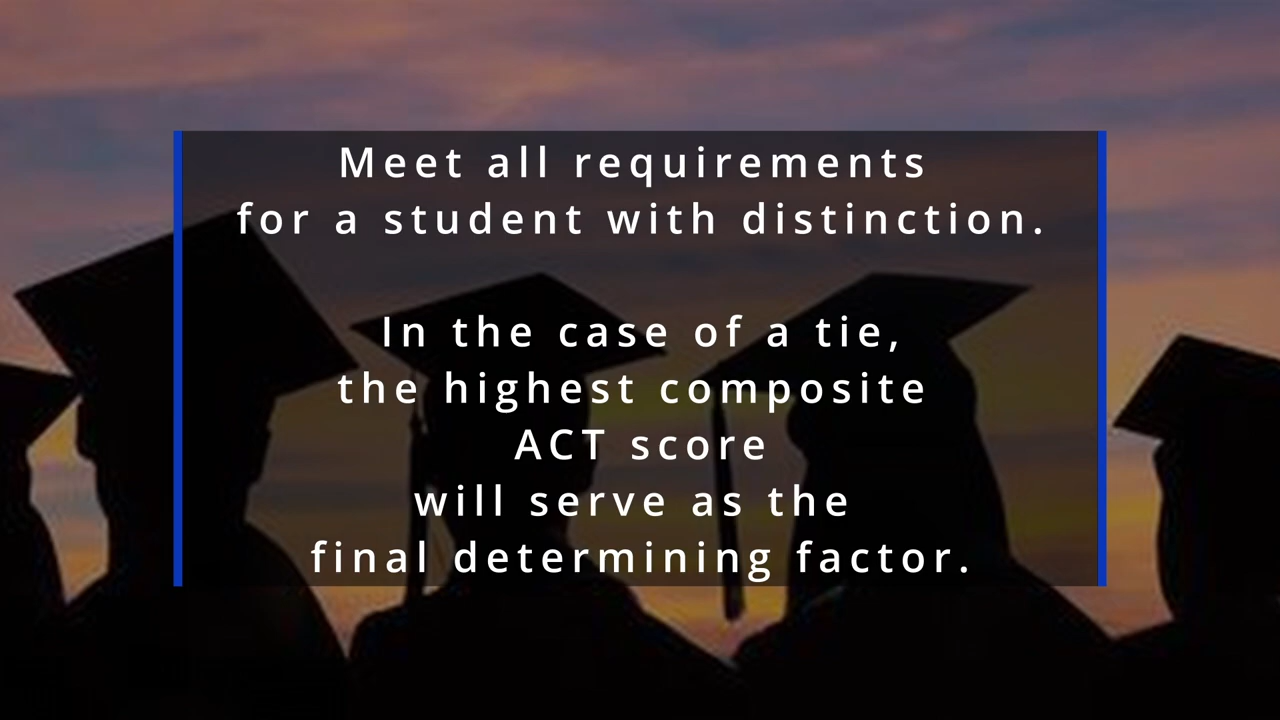 Meet all requirements
for a student with distinction.
In the case of a tie,
the highest composite
ACT score
will serve as the
final determining factor.